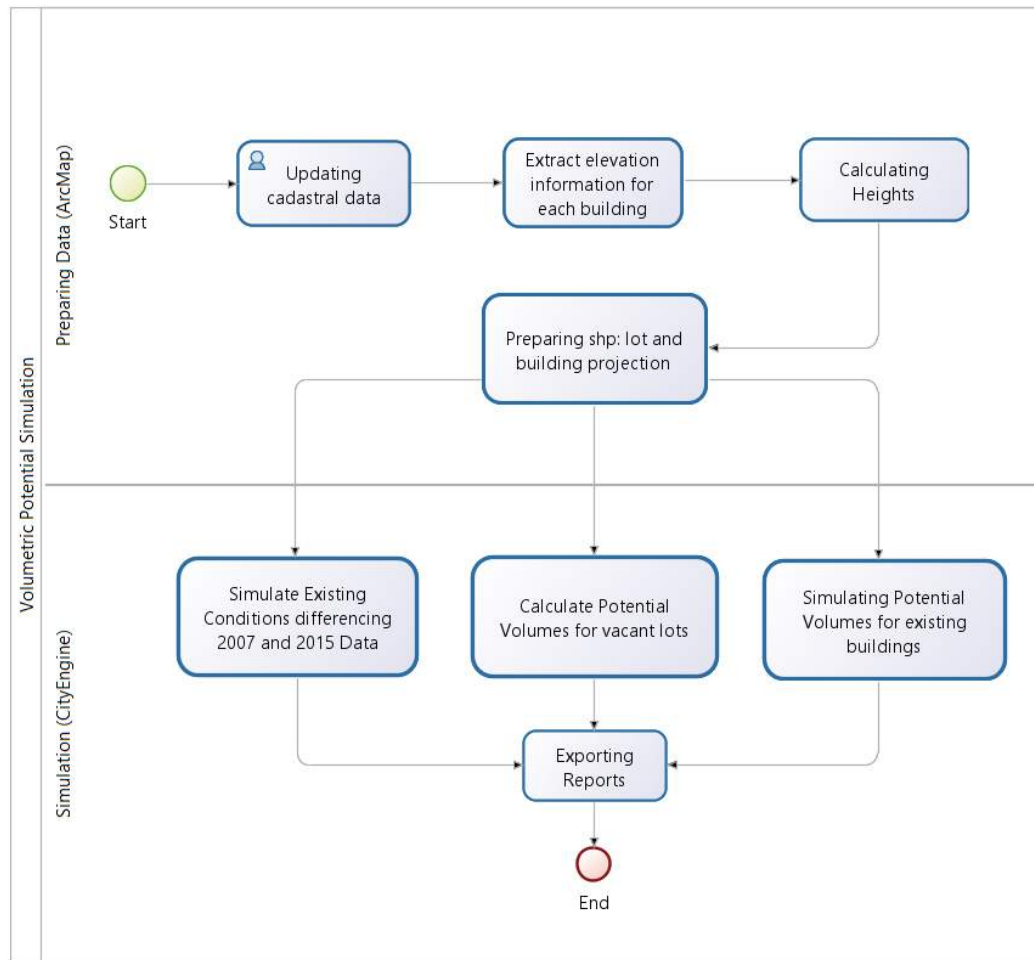 Volumetric Potential Simulation
Preparing Data (ArcMap)
Start
Updating
cadastral data
Extract elevation
information for
each building
Calculating
Heights
Preparing shp: lot and
building projection
Simulation (CityEngine)
Simulate Existing
Conditions differencing
2007 and 2015 Data
Calculate Potential
Volumes for vacant lots
Simulating Potential
Volumes for existing
buildings
Exporting
Reports
End